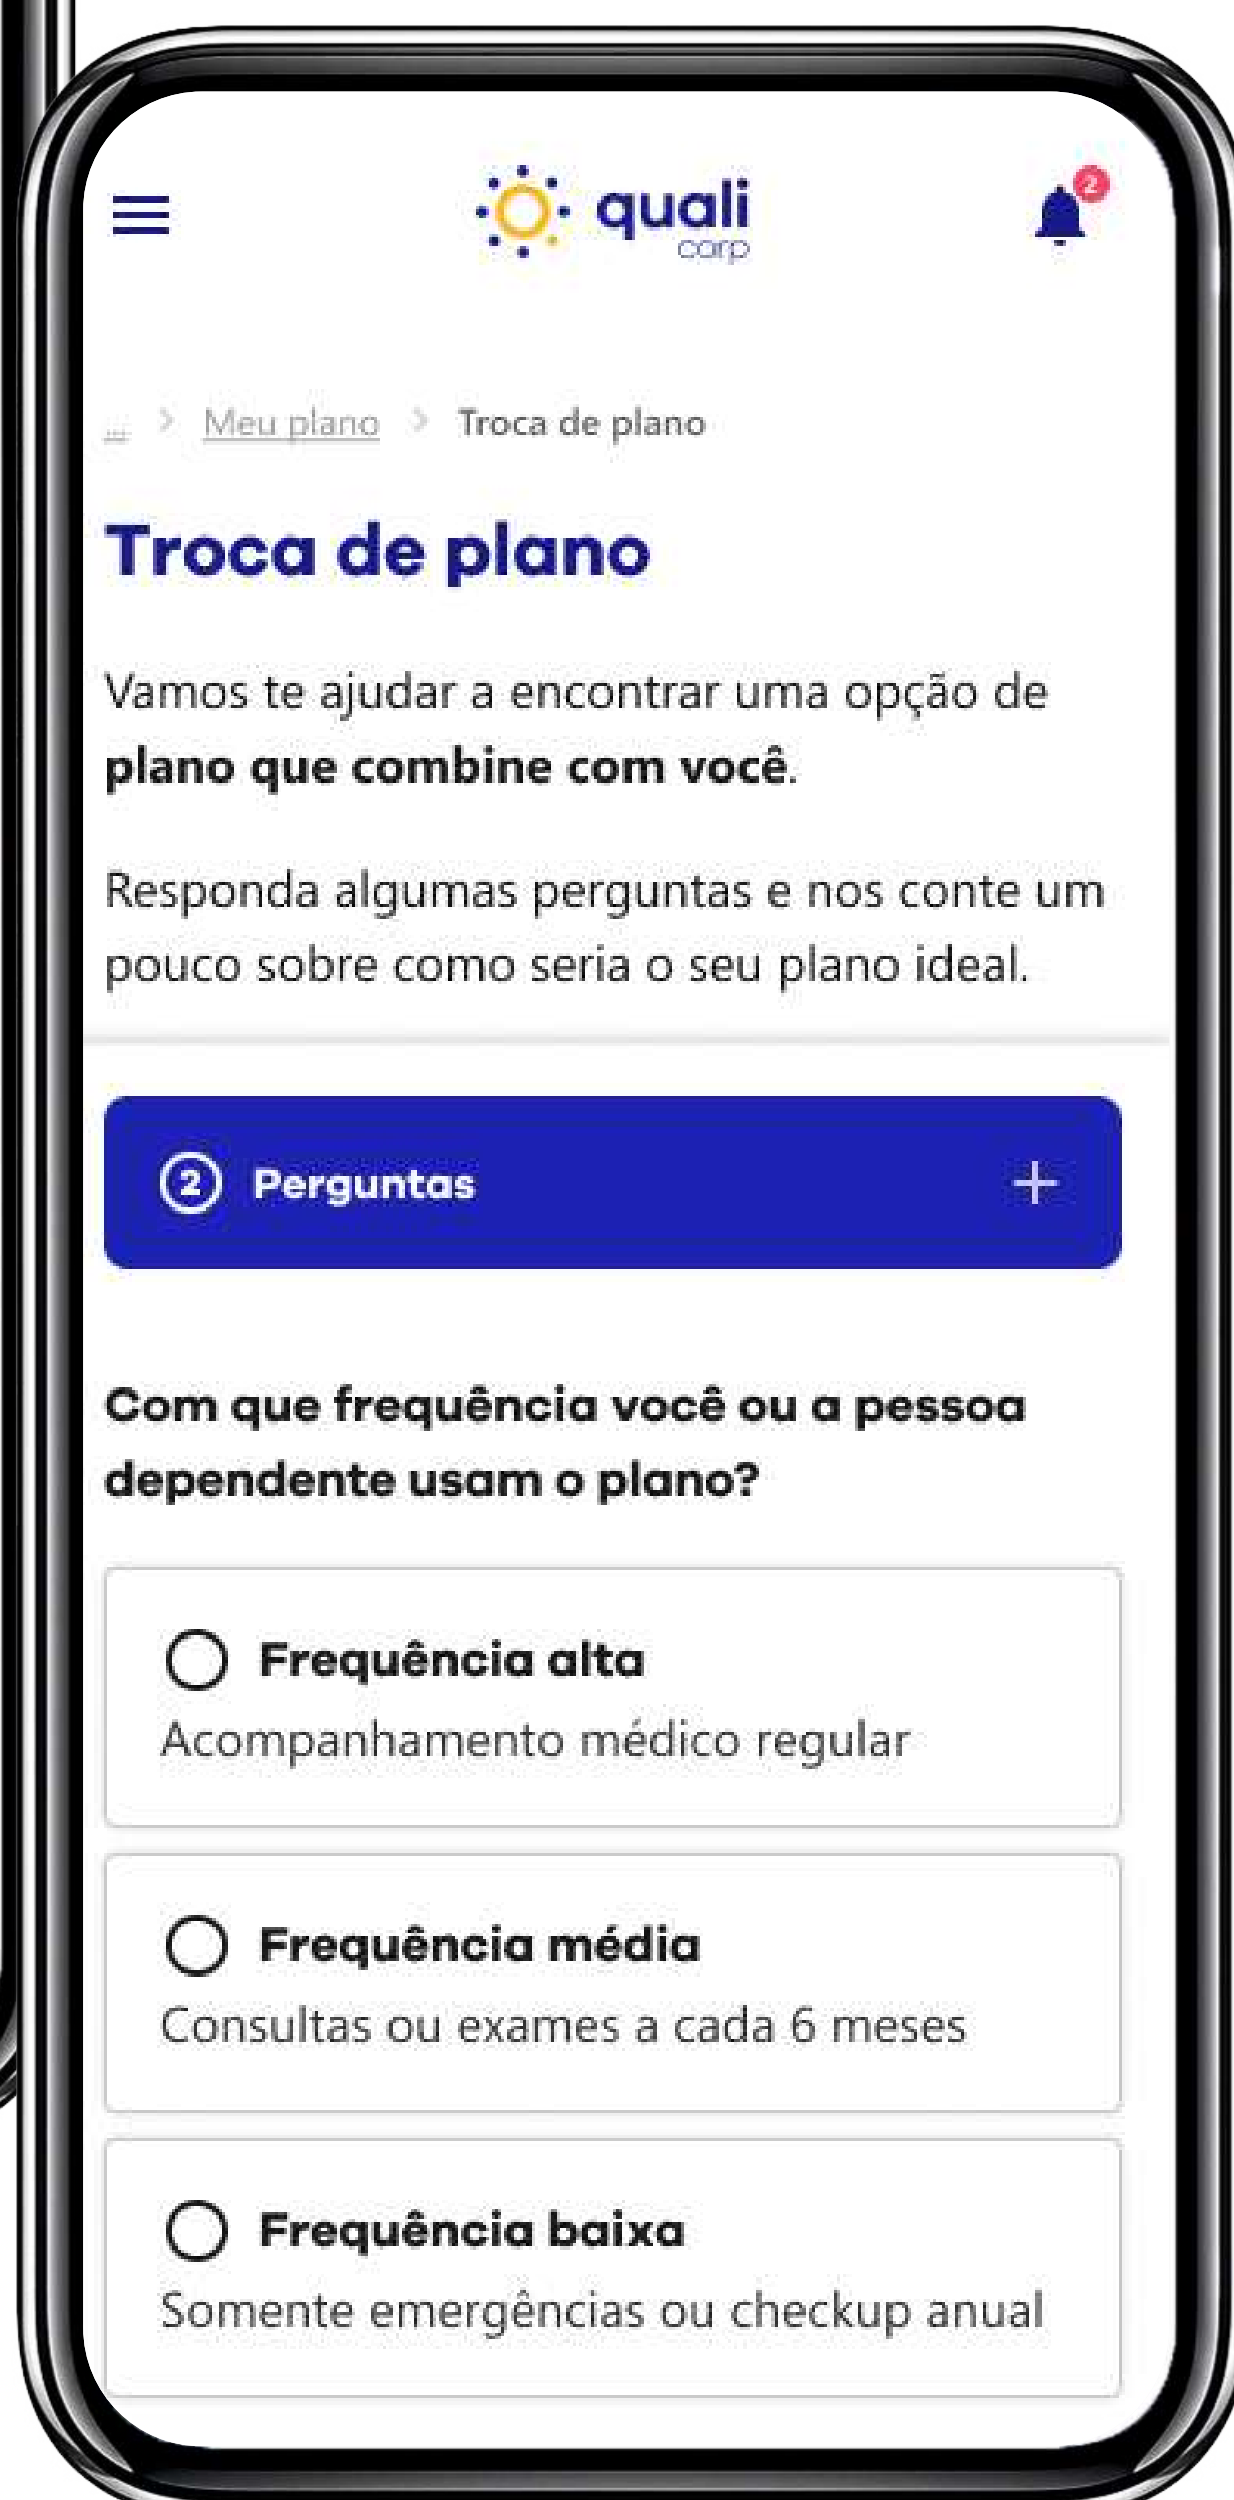 quali
corp
2
... > Meu plano > Troca de plano
Troca de plano
Vamos te ajudar a encontrar uma opção de
plano que combine com você.
Responda algumas perguntas e nos conte um
pouco sobre como seria o seu plano ideal.
2 Perguntas +
Com que frequência você ou a pessoa
dependente usam o plano?
Frequência alta
Acompanhamento médico regular
Frequência média
Consultas ou exames a cada 6 meses
Frequência baixa
Somente emergências ou checkup anual